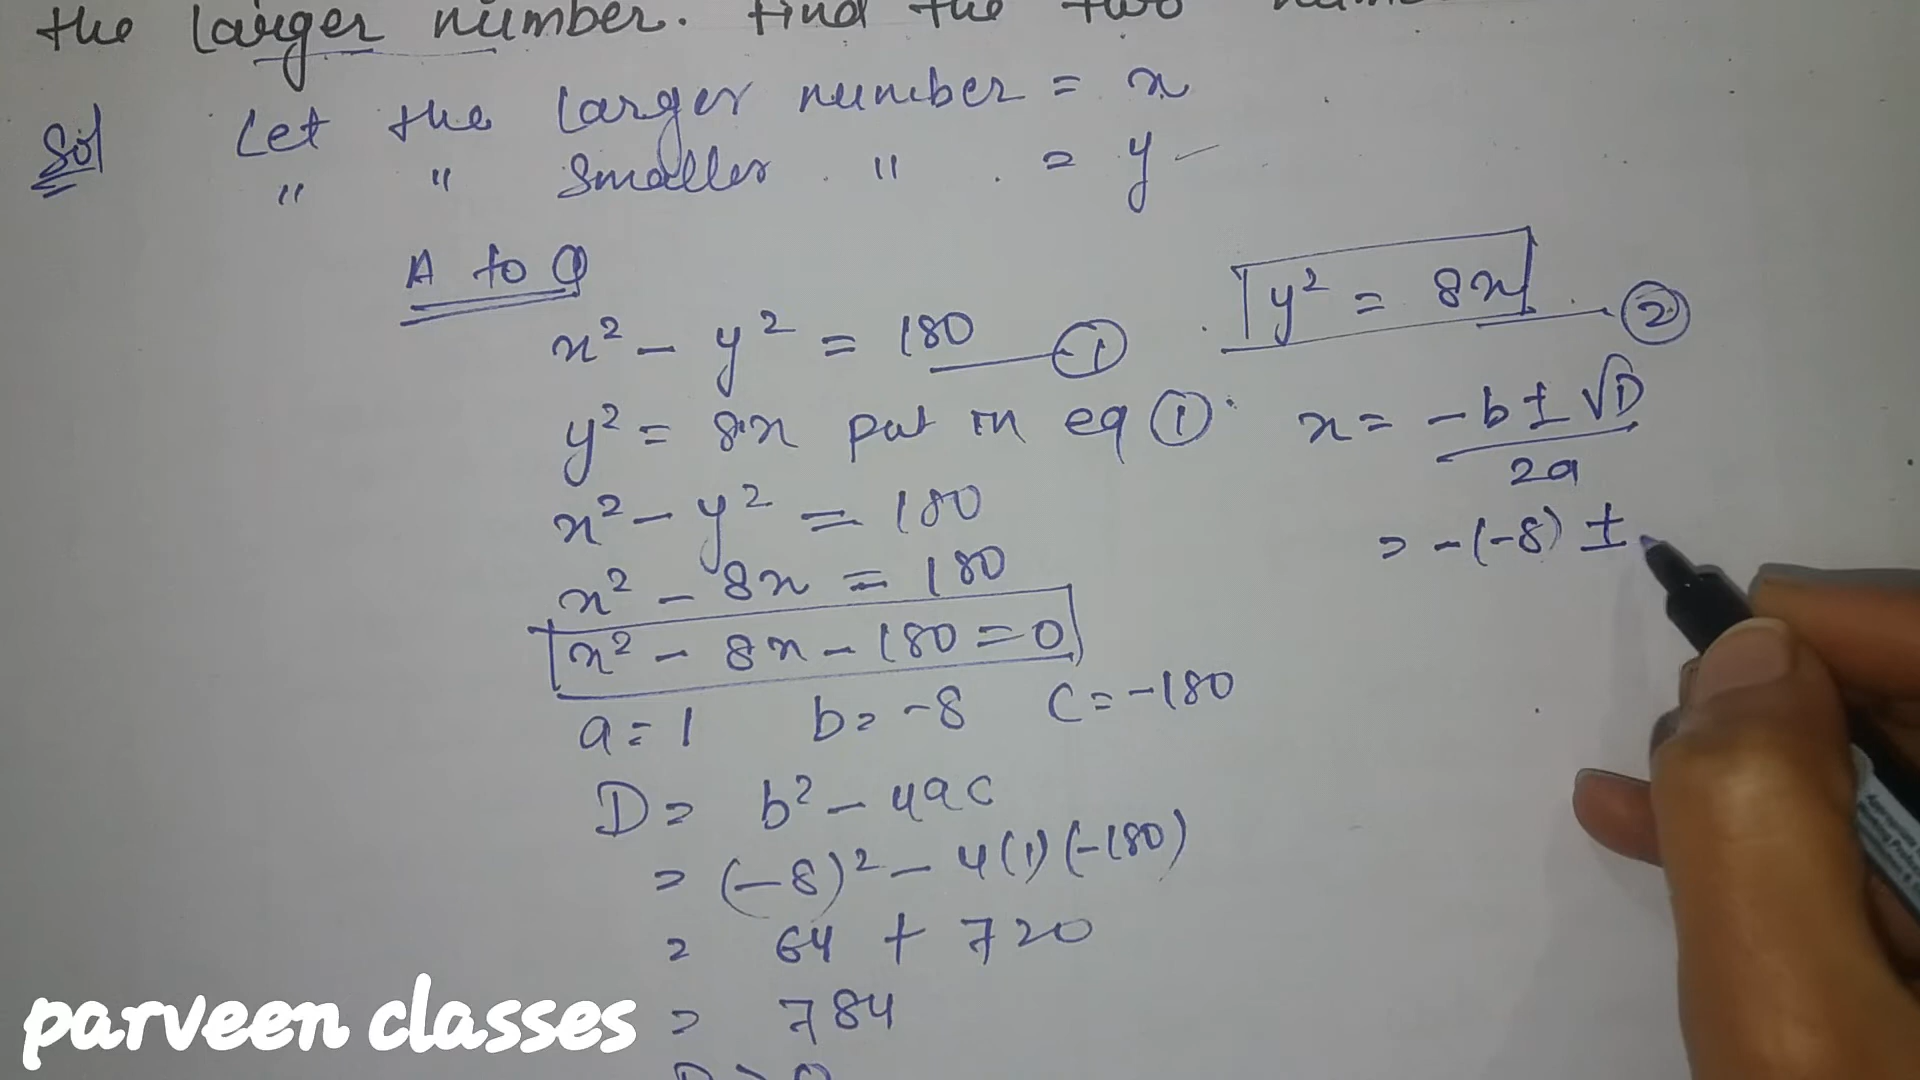 the larger number. Find the two
Sol Let the larger number = x
" " Smaller " = y
A to Q
x² - y² = 180 ①
y² = 8x ②
y² = 8x put in eq ①
x² - y² = 180
x² - 8x = 180
x² - 8x - 180 = 0
a = 1 b = -8 c = -180
D = b² - 4ac
= (-8)² - 4(1)(-180)
= 64 + 720
= 784
D > 0
x = -b ± √D
2a
= -(-8) ±
parveen classes